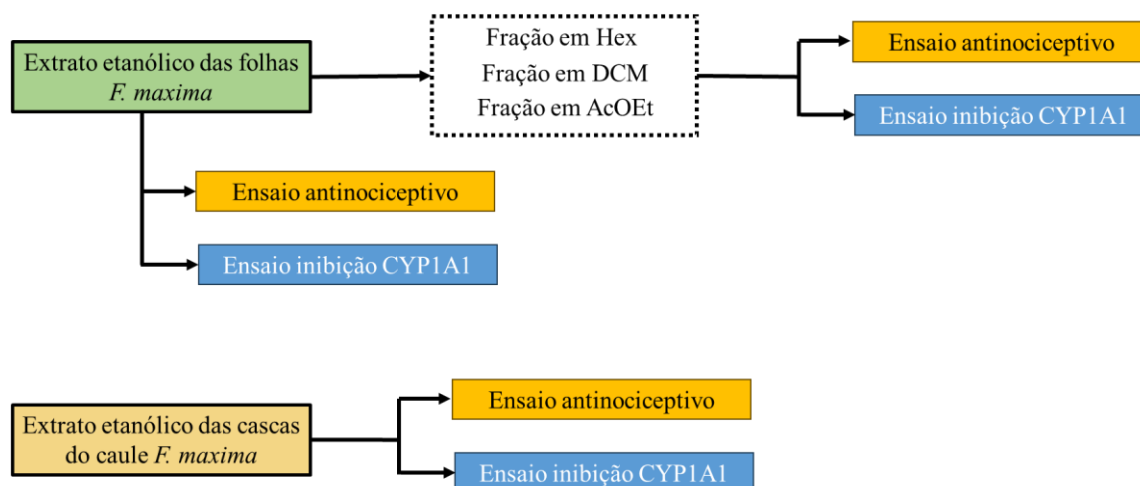 Extrato etanólico das folhas
F. maxima
Fração em Hex
Fração em DCM
Fração em AcOEt
Ensaio antinociceptivo
Ensaio inibição CYP1A1
Ensaio antinociceptivo
Ensaio inibição CYP1A1
Extrato etanólico das cascas
do caule F. maxima
Ensaio antinociceptivo
Ensaio inibição CYP1A1